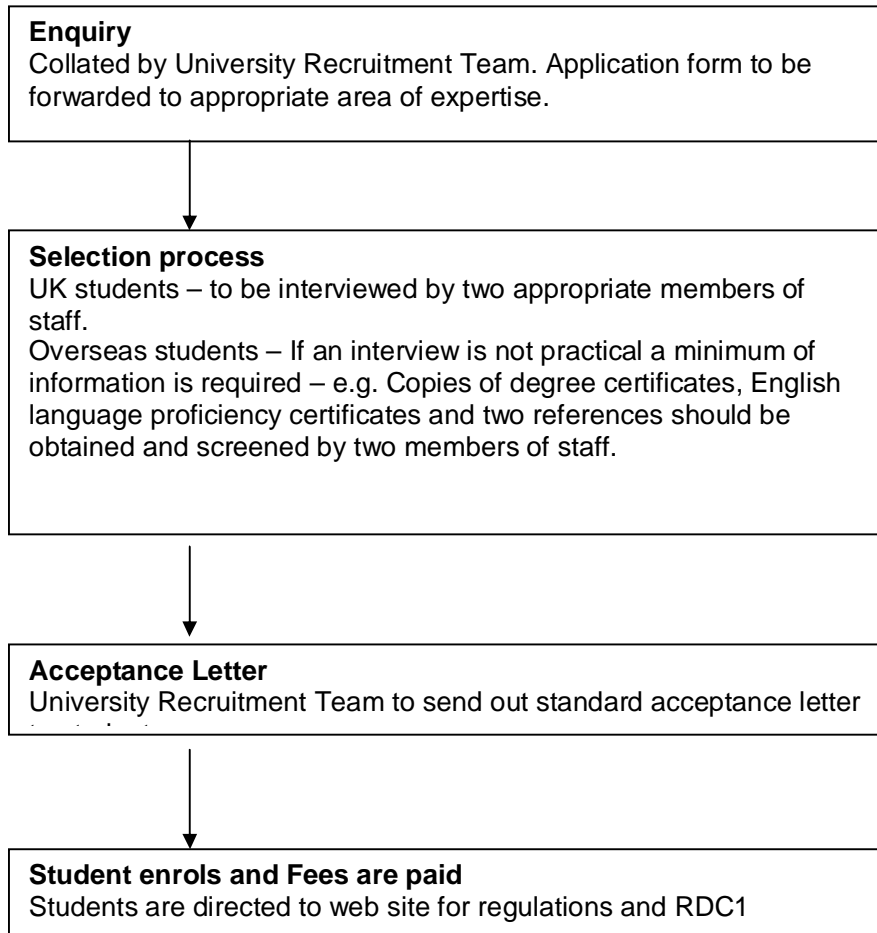 Enquiry
Collated by University Recruitment Team. Application form to be
forwarded to appropriate area of expertise.
Selection process
UK students – to be interviewed by two appropriate members of
staff.
Overseas students – If an interview is not practical a minimum of
information is required – e.g. Copies of degree certificates, English
language proficiency certificates and two references should be
obtained and screened by two members of staff.
Acceptance Letter
University Recruitment Team to send out standard acceptance letter
Student enrols and Fees are paid
Students are directed to web site for regulations and RDC1